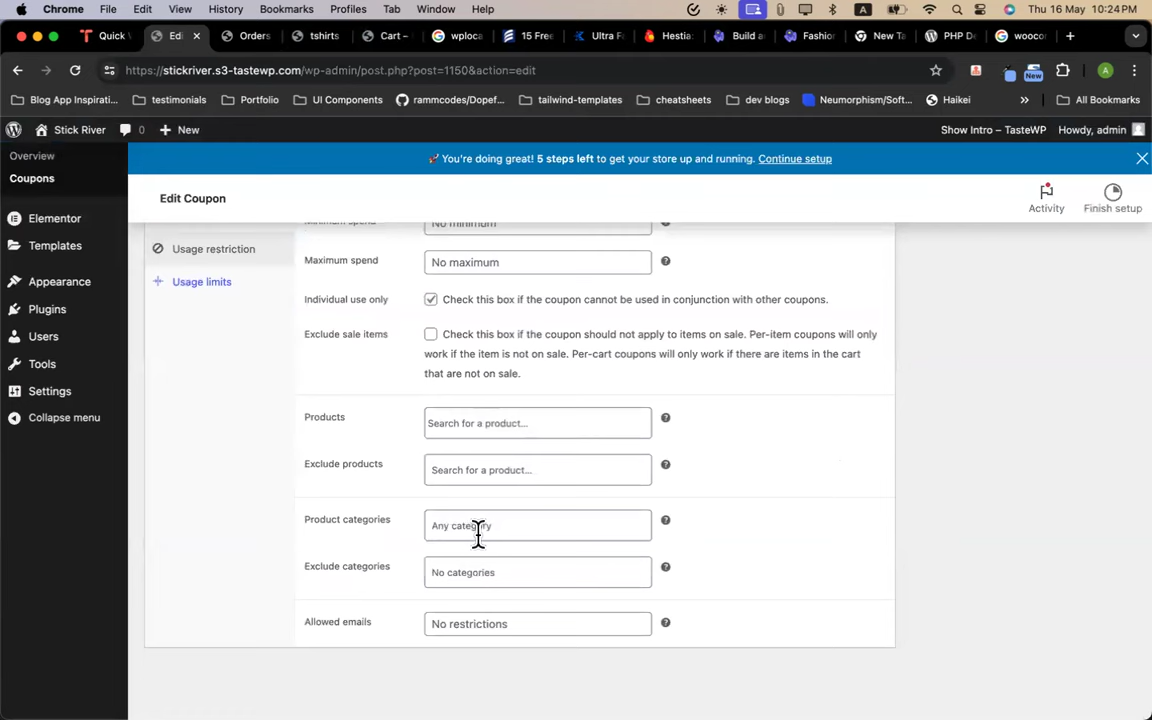 Chrome File Edit View History Bookmarks Profiles Tab Window Help A Thu 16 May 10:24 PM
Quick \ Edi Orders tshirts Cart – wploca 15 Free Ultra F Hestia: Build a Fashion New Ta PHP De woocor
https://stickriver.s3-tastewp.com/wp-admin/post.php?post=1150&action=edit New A
Blog App Inspirati... testimonials Portfolio UI Components rammcodes/Dopef... tailwind-templates cheatsheets dev blogs Neumorphism/Soft... Haikei » All Bookmarks
Stick River 0 New Show Intro – TasteWP Howdy, admin
Overview
Coupons
Elementor
Templates
Appearance
Plugins
Users
Tools
Settings
Collapse menu
🚀 You're doing great! 5 steps left to get your store up and running. Continue setup
Edit Coupon Activity Finish setup
Minimum spend No minimum
Usage restriction
Usage limits
Maximum spend No maximum
Individual use only Check this box if the coupon cannot be used in conjunction with other coupons.
Exclude sale items Check this box if the coupon should not apply to items on sale. Per-item coupons will only
work if the item is not on sale. Per-cart coupons will only work if there are items in the cart
that are not on sale.
Products Search for a product...
Exclude products Search for a product...
Product categories Any category
Exclude categories No categories
Allowed emails No restrictions